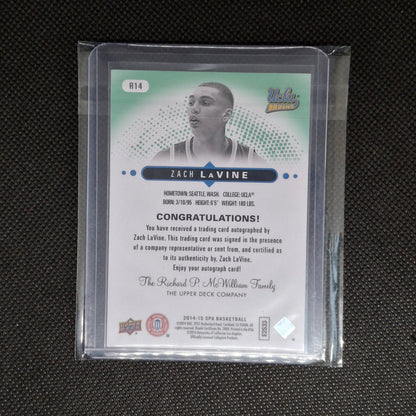 R14
UCLA
BRUINS
ZACH LaVINE
HOMETOWN: SEATTLE, WASH. COLLEGE: UCLA®
BORN: 3/10/95 HEIGHT: 6'5" WEIGHT: 180 LBS.
CONGRATULATIONS!
You have received a trading card autographed by
Zach LaVine. This trading card was signed in the presence
of a company representative or sent from, and certified as
to its authenticity by, Zach LaVine.
Enjoy your autograph card!
The Richard P. McWilliam Family
THE UPPER DECK COMPANY
2014-15 SPX BASKETBALL